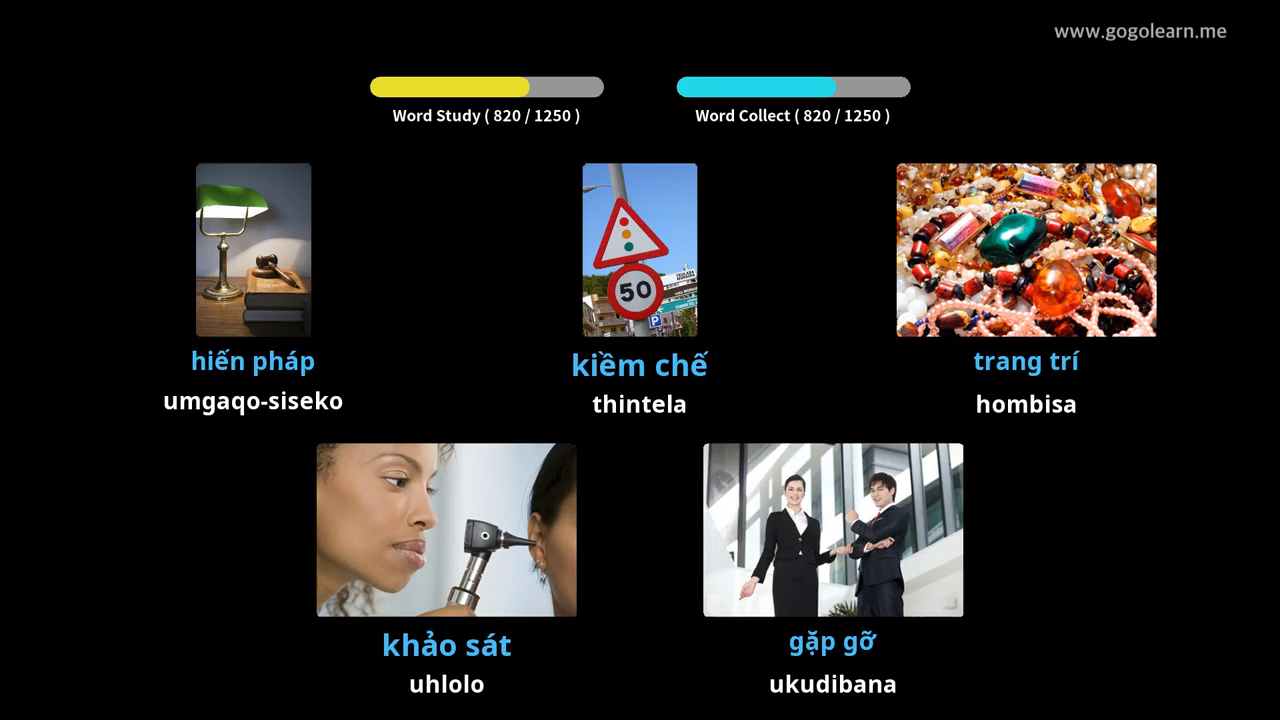 www.gogolearn.me
Word Study ( 820 / 1250 )
Word Collect ( 820 / 1250 )
50
P
hiến pháp
kiềm chế
trang trí
umgaqo-siseko
thintela
hombisa
khảo sát
gặp gỡ
uhlolo
ukudibana